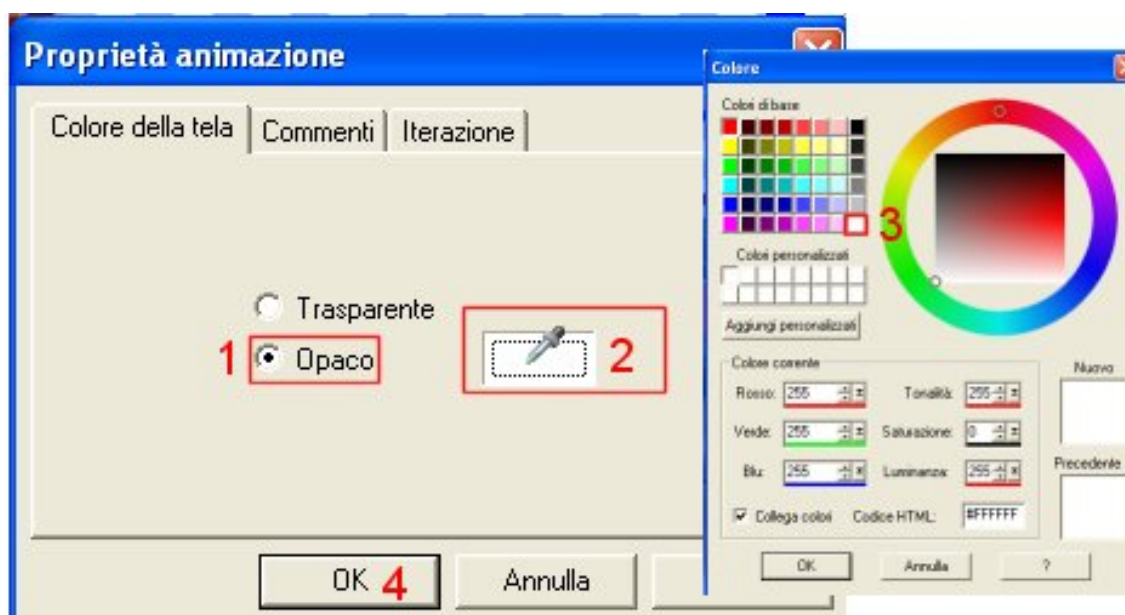 Proprietà animazione
Colore della tela
Commenti
Iterazione
Trasparente
1
Opaco
2
OK
4
Annulla
Colore
Colori di base
3
Colori personalizzati
Aggiungi personalizzati
Colore corrente
Rosso: 255
Tonalità: 255
Verde: 255
Saturazione: 0
Blu: 255
Luminanza: 255
Collega colori
Codice HTML: #FFFFFF
Nuovo
Precedente
OK
Annulla
?